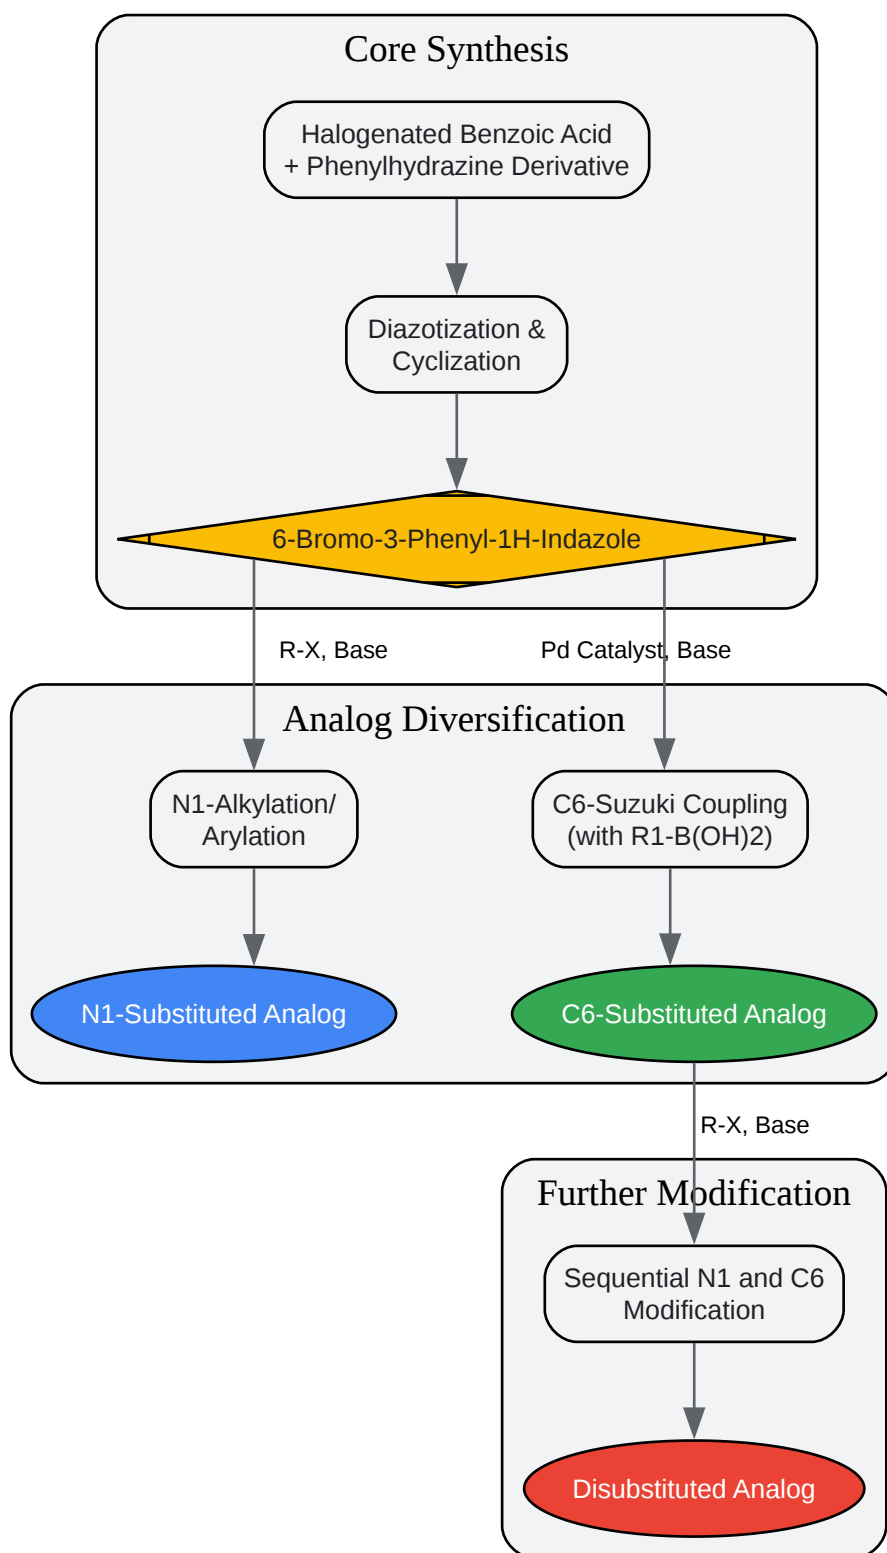 Core Synthesis
Halogenated Benzoic Acid
+ Phenylhydrazine Derivative
Diazotization &
Cyclization
6-Bromo-3-Phenyl-1H-Indazole
R-X, Base
Pd Catalyst, Base
Analog Diversification
N1-Alkylation/
Arylation
C6-Suzuki Coupling
(with R1-B(OH)2)
N1-Substituted Analog
C6-Substituted Analog
R-X, Base
Further Modification
Sequential N1 and C6
Modification
Disubstituted Analog